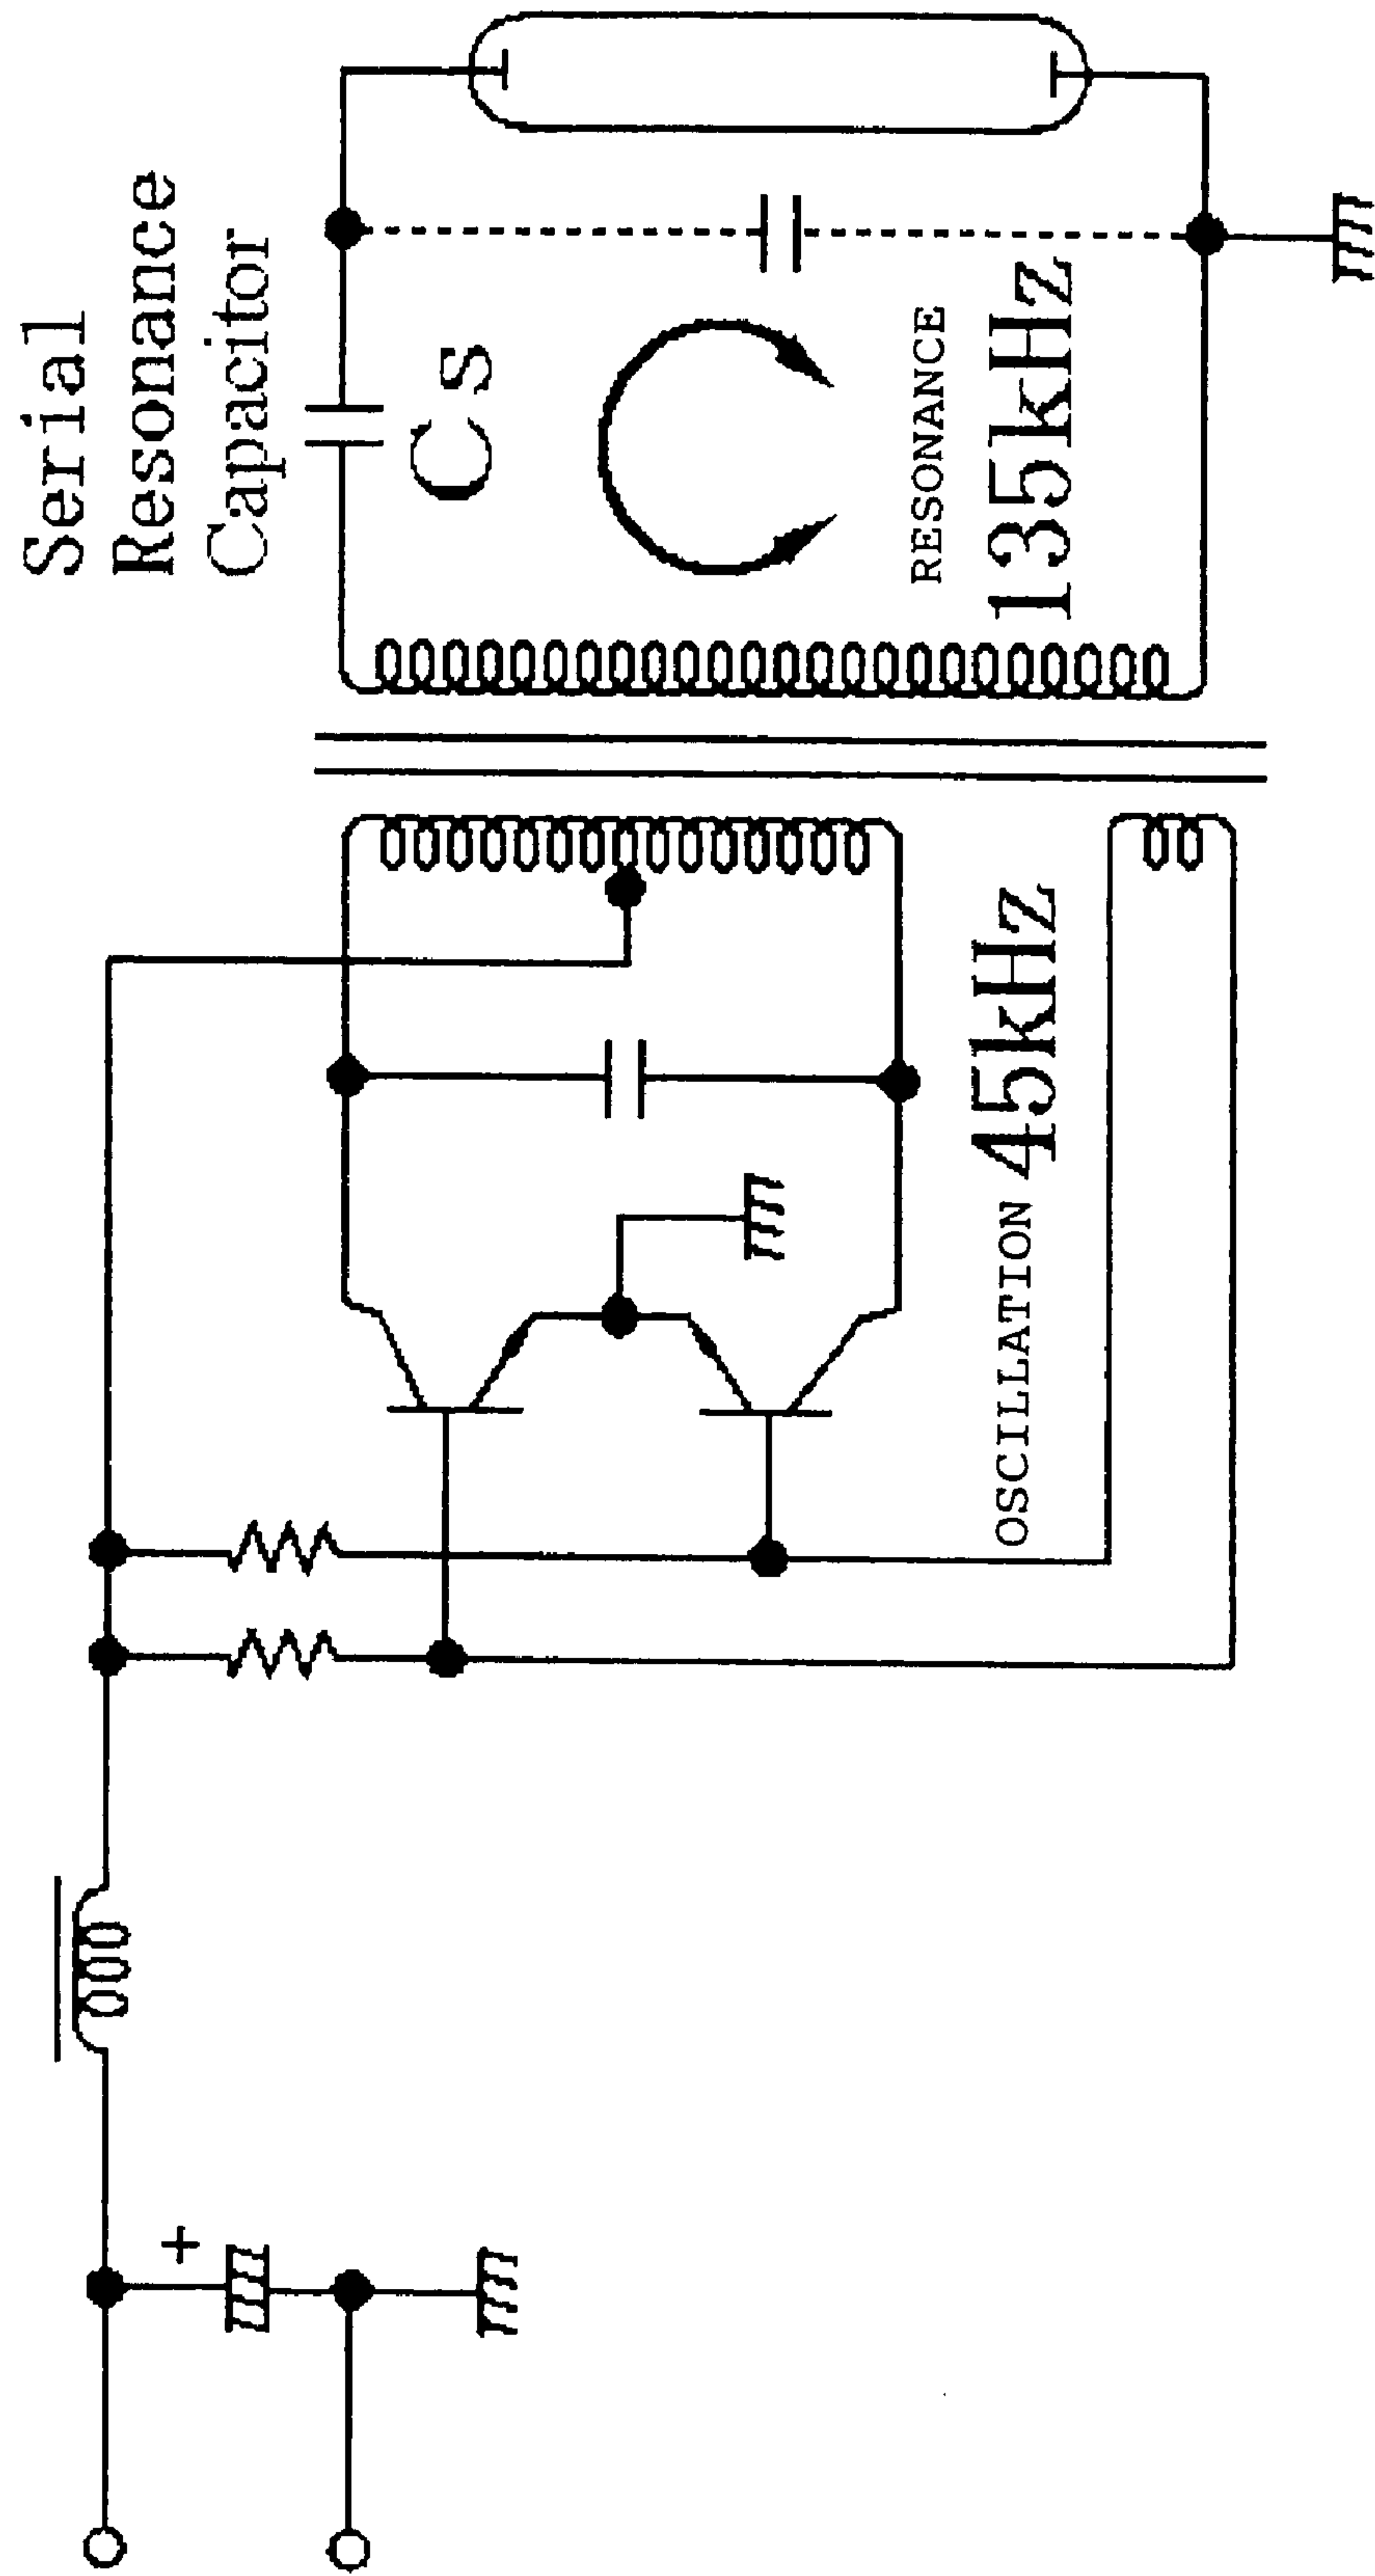 Serial
Resonance
Capacitor
Cs
RESONANCE
135kHz
OSCILLATION 45kHz
+